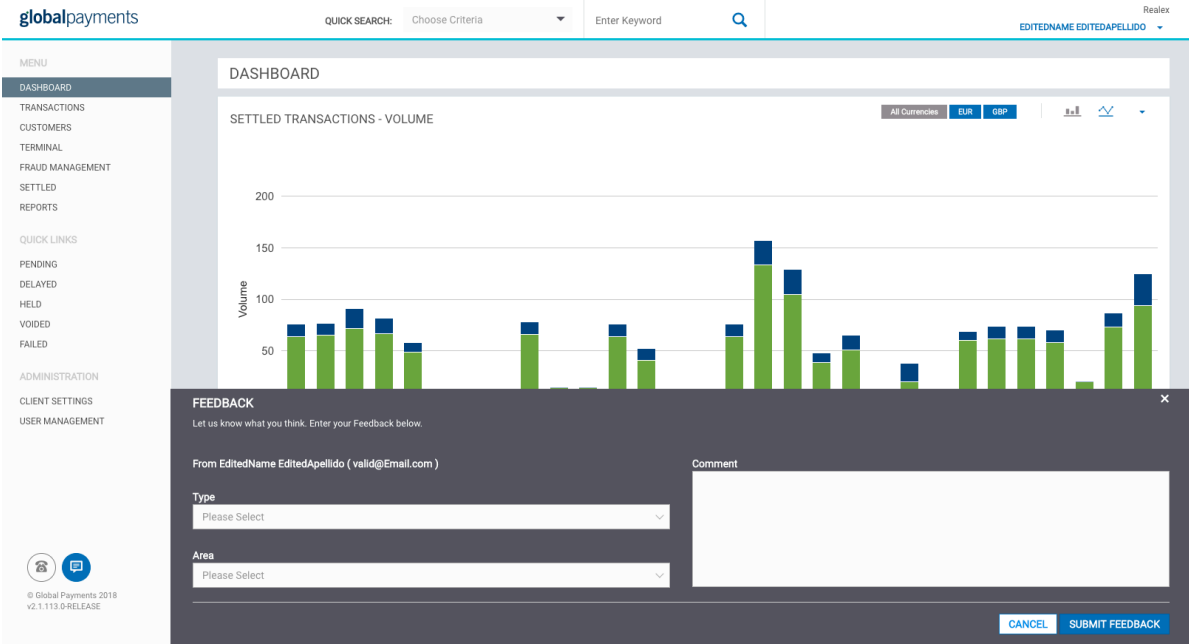 globalpayments
QUICK SEARCH:
Choose Criteria
Enter Keyword
Realex
EDITEDNAME EDITEDAPELLIDO
MENU
DASHBOARD
TRANSACTIONS
CUSTOMERS
TERMINAL
FRAUD MANAGEMENT
SETTLED
REPORTS
QUICK LINKS
PENDING
DELAYED
HELD
VOIDED
FAILED
ADMINISTRATION
CLIENT SETTINGS
USER MANAGEMENT
© Global Payments 2018
v2.1.113.0-RELEASE
DASHBOARD
SETTLED TRANSACTIONS - VOLUME
All Currencies
EUR
GBP
Volume
200
150
100
50
FEEDBACK
Let us know what you think. Enter your Feedback below.
From EditedName EditedApellido ( valid@Email.com )
Type
Please Select
Area
Please Select
Comment
CANCEL
SUBMIT FEEDBACK